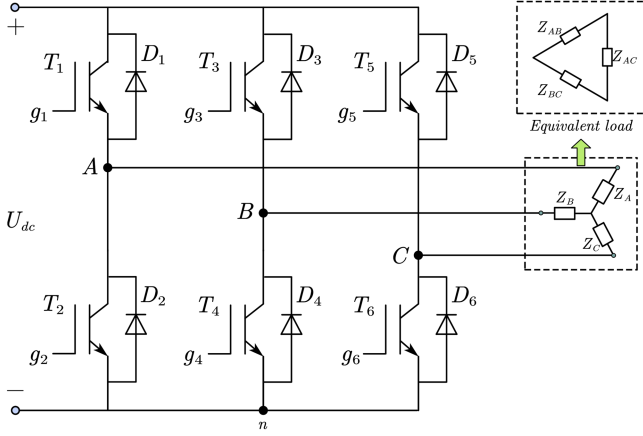 +
T1 D1 T3 D3 T5 D5
g1 g3 g5
ZAB ZAC ZBC
Equivalent load
A
B
C
ZB ZA ZC
Udc
T2 D2 T4 D4 T6 D6
g2 g4 g6
−
n